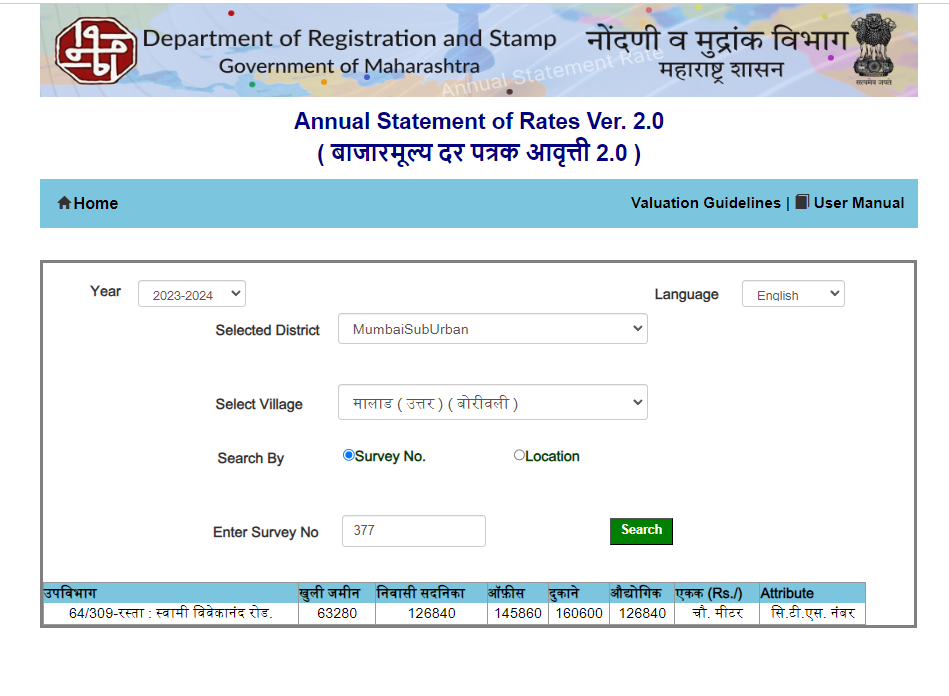 Department of Registration and Stamp नोंदणी व मुद्रांक विभाग
Government of Maharashtra महाराष्ट्र शासन
Annual Statement Rate
सत्यमेव जयते
Annual Statement of Rates Ver. 2.0
( बाजारमूल्य दर पत्रक आवृत्ती 2.0 )
Home Valuation Guidelines | User Manual
Year 2023-2024 Language English
Selected District MumbaiSubUrban
Select Village मालाड ( उत्तर ) ( बोरीवली )
Search By Survey No. Location
Enter Survey No 377 Search
उपविभाग खुली जमीन निवासी सदनिका ऑफ़ीस दुकाने औद्योगिक एकक (Rs./) Attribute
64/309-रस्ता : स्वामी विवेकानंद रोड. 63280 126840 145860 160600 126840 चौ. मीटर सि.टी.एस. नंबर